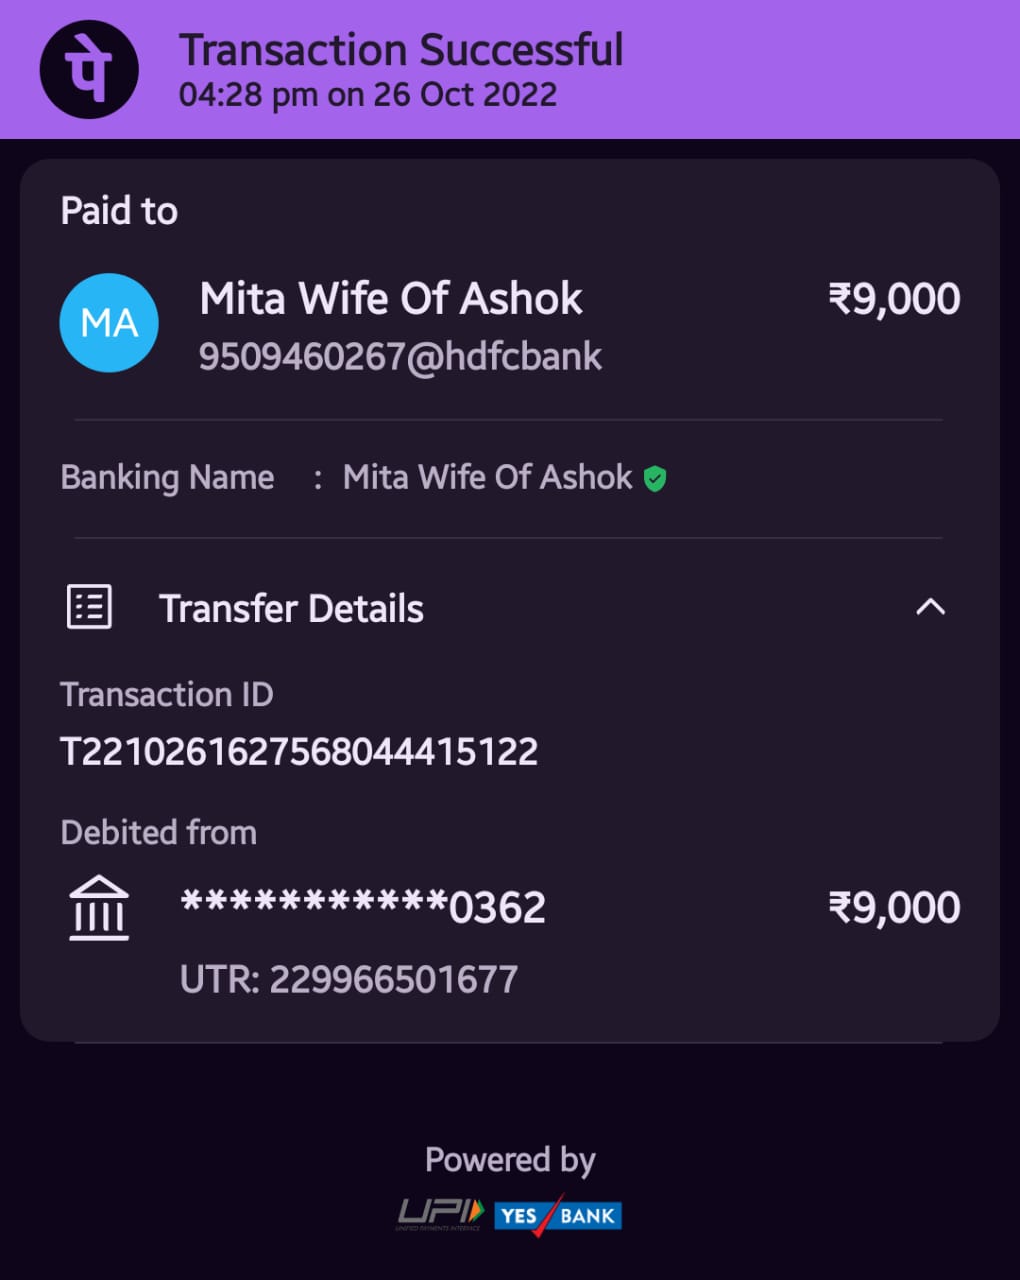 पे
Transaction Successful
04:28 pm on 26 Oct 2022
Paid to
MA
Mita Wife Of Ashok ₹9,000
9509460267@hdfcbank
Banking Name : Mita Wife Of Ashok
Transfer Details
Transaction ID
T2210261627568044415122
Debited from
***********0362 ₹9,000
UTR: 229966501677
Powered by
UPI YES BANK
UNIFIED PAYMENTS INTERFACE